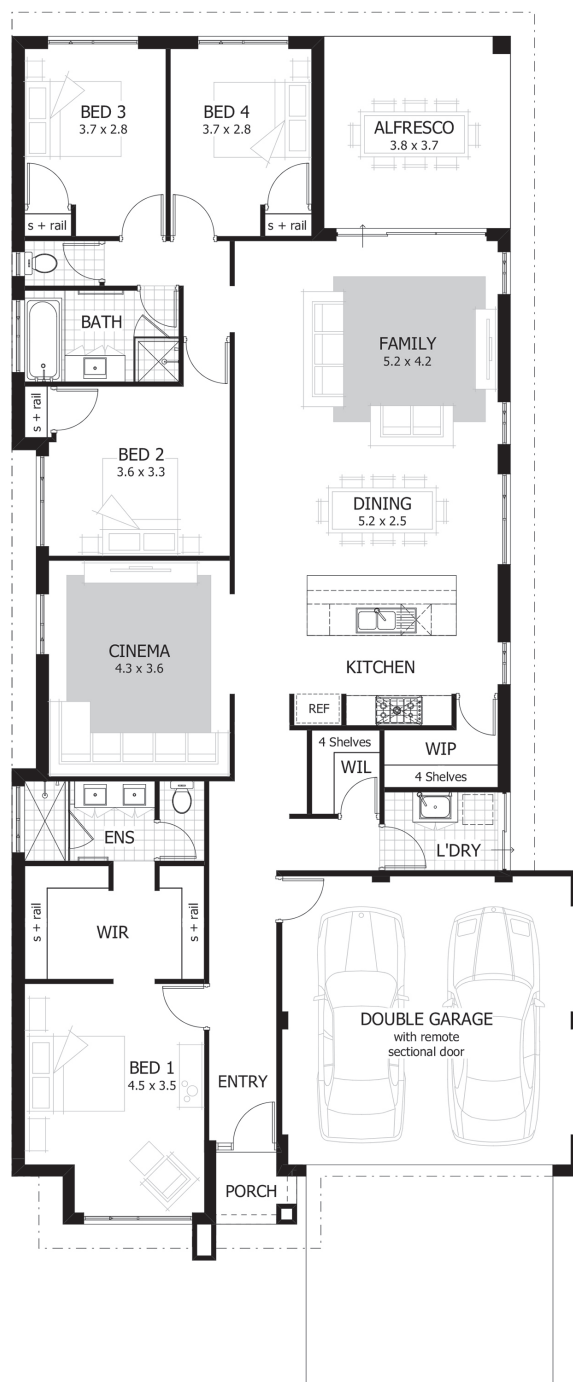 BED 3
3.7 x 2.8
BED 4
3.7 x 2.8
ALFRESCO
3.8 x 3.7
s + rail
s + rail
BATH
FAMILY
5.2 x 4.2
s + rail
BED 2
3.6 x 3.3
DINING
5.2 x 2.5
CINEMA
4.3 x 3.6
KITCHEN
REF
4 Shelves
WIL
WIP
4 Shelves
ENS
L'DRY
s + rail
WIR
s + rail
DOUBLE GARAGE
with remote
sectional door
BED 1
4.5 x 3.5
ENTRY
PORCH